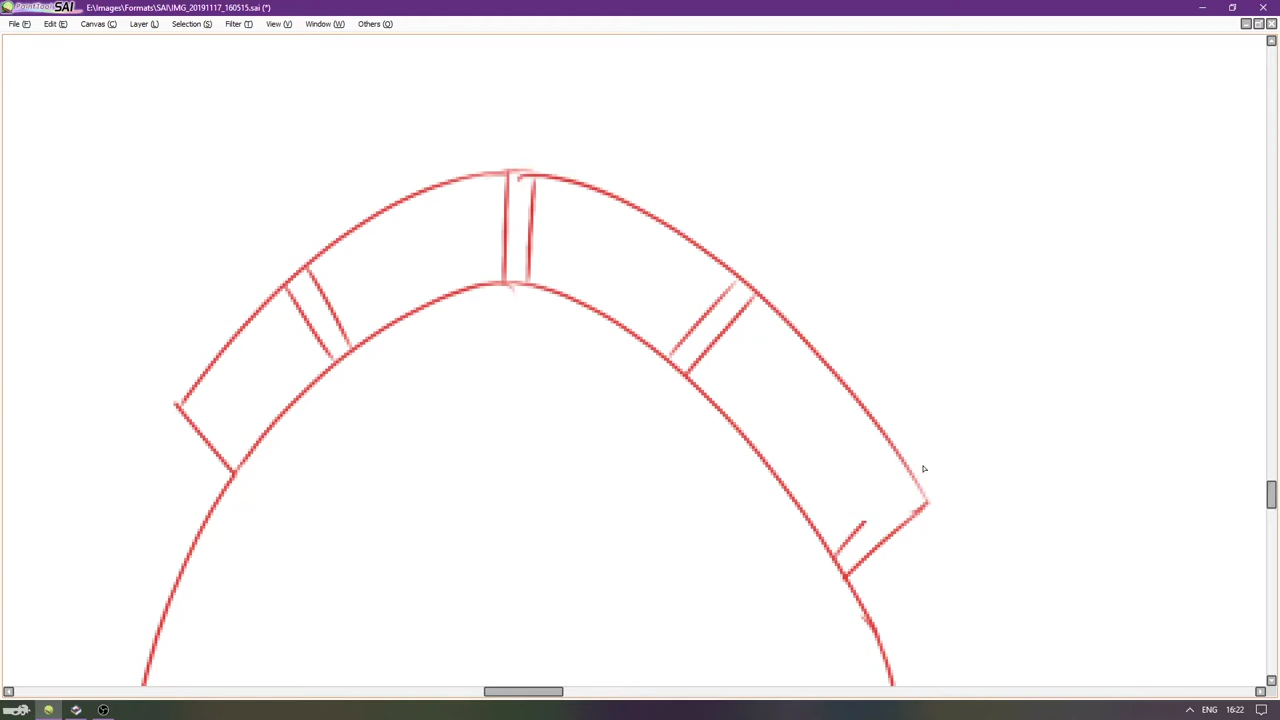 PaintTool SAI E:\Images\Formats\SAI\IMG_20191117_160515.sai (*)
File (F) Edit (E) Canvas (C) Layer (L) Selection (S) Filter (T) View (V) Window (W) Others (O)
ENG 16:22